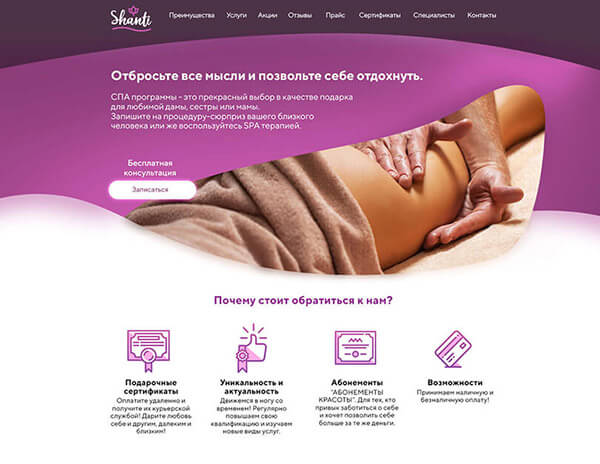 Shanti
Преимущества Услуги Акции Отзывы Прайс Сертификаты Специалисты Контакты
Отбросьте все мысли и позвольте себе отдохнуть.
СПА программы - это прекрасный выбор в качестве подарка
для любимой дамы, сестры или мамы.
Запишите на процедуру-сюрприз вашего близкого
человека или же воспользуйтесь SPA терапией.
Бесплатная
консультация
Записаться
Почему стоит обратиться к нам?
Подарочные
сертификаты
Оплатите удаленно и
получите их курьерской
службой! Дарите любовь
себе и другим, далеким и
близким!
Уникальность и
актуальность
Движемся в ногу со
временем! Регулярно
повышаем свою
квалификацию и изучаем
новые виды услуг.
Абонементы
"АБОНЕМЕНТЫ
КРАСОТЫ". Для тех, кто
привык заботиться о себе
и хочет позволить себе
больше за те же деньги.
Возможности
Принимаем наличную и
безналичную оплату!